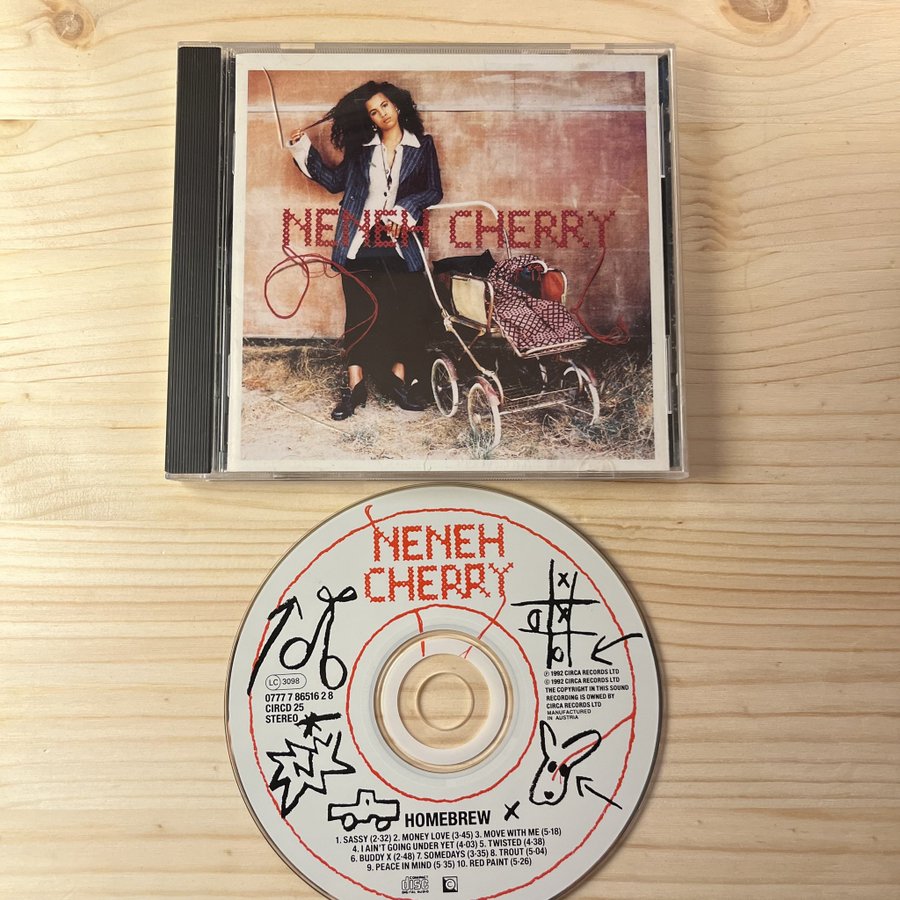 NENEH CHERRY
NENEH
CHERRY
LC 3098
0777 7 86516 2 8
CIRCD 25
STEREO
℗ 1992 CIRCA RECORDS LTD
© 1992 CIRCA RECORDS LTD
THE COPYRIGHT IN THIS SOUND
RECORDING IS OWNED BY
CIRCA RECORDS LTD
MANUFACTURED
IN AUSTRIA
HOMEBREW
1. SASSY (2-32) 2. MONEY LOVE (3-45) 3. MOVE WITH ME (5-18)
4. I AIN'T GOING UNDER YET (4-03) 5. TWISTED (4-38)
6. BUDDY X (2-48) 7. SOMEDAYS (3-35) 8. TROUT (5-04)
9. PEACE IN MIND (5-35) 10. RED PAINT (5-26)
COMPACT
disc
DIGITAL AUDIO